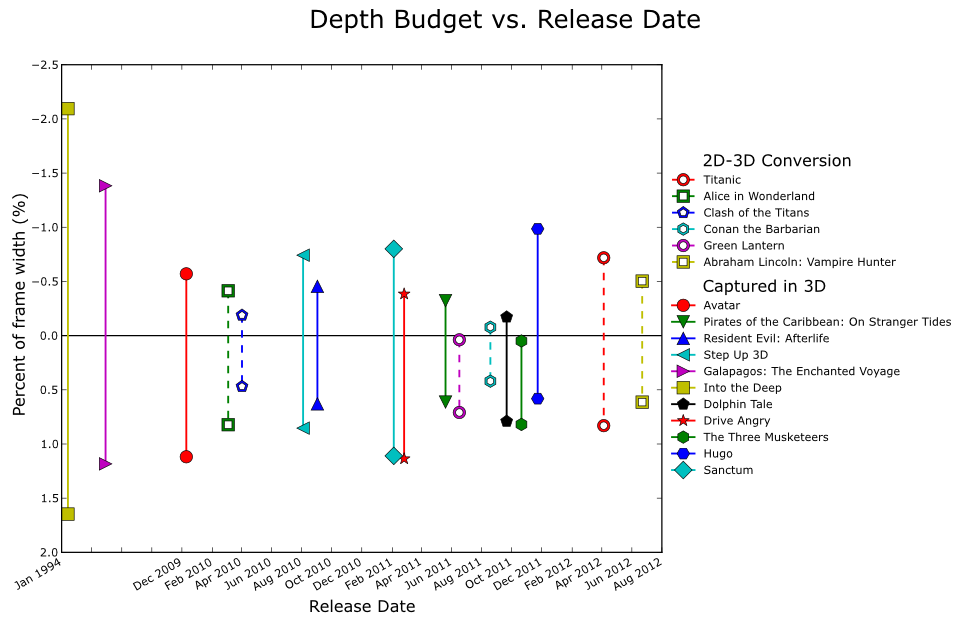 Depth Budget vs. Release Date
Percent of frame width (%)
−2.5
−2.0
−1.5
−1.0
−0.5
0.0
0.5
1.0
1.5
2.0
Jan 1994
Dec 2009
Feb 2010
Apr 2010
Jun 2010
Aug 2010
Oct 2010
Dec 2010
Feb 2011
Apr 2011
Jun 2011
Aug 2011
Oct 2011
Dec 2011
Feb 2012
Apr 2012
Jun 2012
Aug 2012
Release Date
2D-3D Conversion
Titanic
Alice in Wonderland
Clash of the Titans
Conan the Barbarian
Green Lantern
Abraham Lincoln: Vampire Hunter
Captured in 3D
Avatar
Pirates of the Caribbean: On Stranger Tides
Resident Evil: Afterlife
Step Up 3D
Galapagos: The Enchanted Voyage
Into the Deep
Dolphin Tale
Drive Angry
The Three Musketeers
Hugo
Sanctum